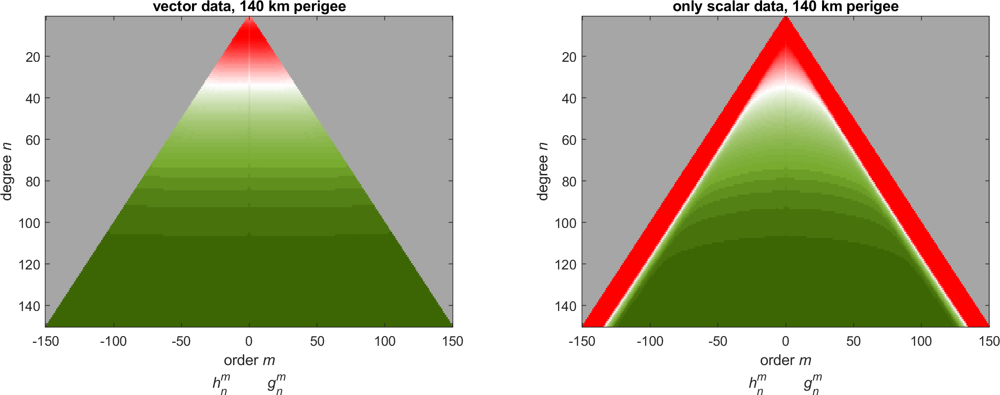 vector data, 140 km perigee
degree n
20
40
60
80
100
120
140
-150 -100 -50 0 50 100 150
order m
h_n^m g_n^m
only scalar data, 140 km perigee
degree n
20
40
60
80
100
120
140
-150 -100 -50 0 50 100 150
order m
h_n^m g_n^m